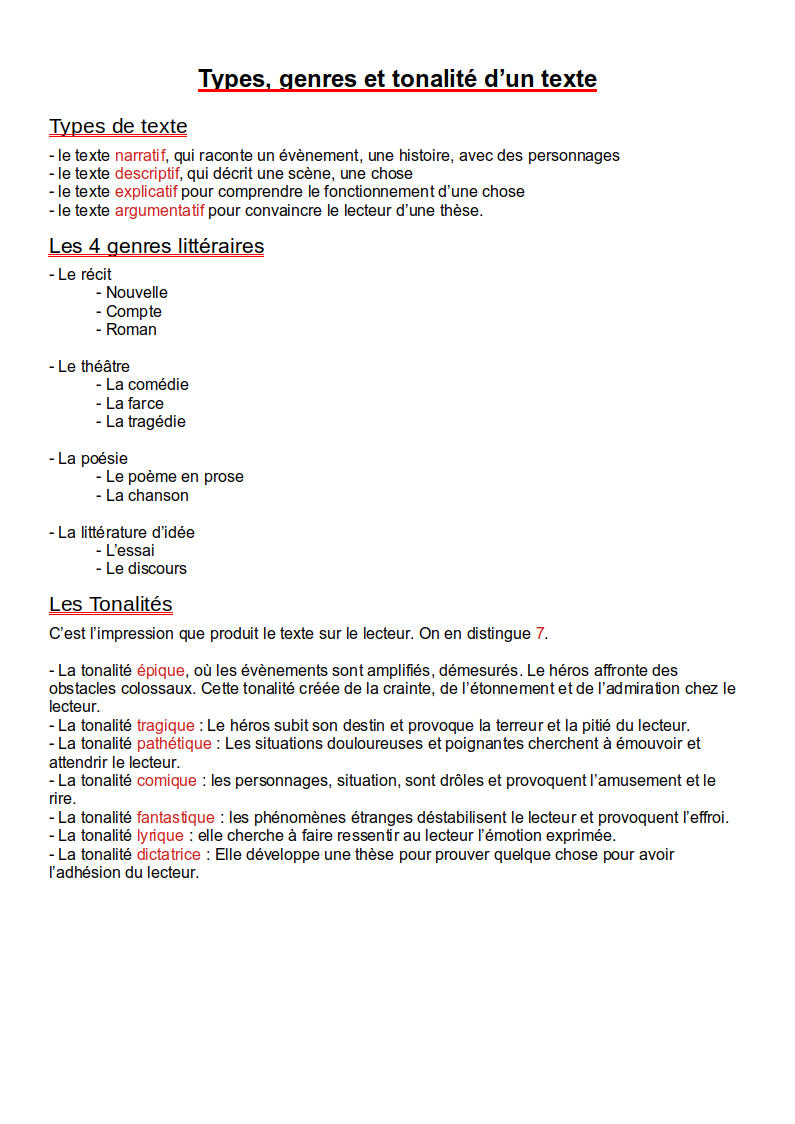 Types, genres et tonalité d’un texte
Types de texte
- le texte narratif, qui raconte un évènement, une histoire, avec des personnages
- le texte descriptif, qui décrit une scène, une chose
- le texte explicatif pour comprendre le fonctionnement d’une chose
- le texte argumentatif pour convaincre le lecteur d’une thèse.
Les 4 genres littéraires
- Le récit
- Nouvelle
- Compte
- Roman
- Le théâtre
- La comédie
- La farce
- La tragédie
- La poésie
- Le poème en prose
- La chanson
- La littérature d’idée
- L’essai
- Le discours
Les Tonalités
C’est l’impression que produit le texte sur le lecteur. On en distingue 7.
- La tonalité épique, où les évènements sont amplifiés, démesurés. Le héros affronte des
obstacles colossaux. Cette tonalité créée de la crainte, de l’étonnement et de l’admiration chez le
lecteur.
- La tonalité tragique : Le héros subit son destin et provoque la terreur et la pitié du lecteur.
- La tonalité pathétique : Les situations douloureuses et poignantes cherchent à émouvoir et
attendrir le lecteur.
- La tonalité comique : les personnages, situation, sont drôles et provoquent l’amusement et le
rire.
- La tonalité fantastique : les phénomènes étranges déstabilisent le lecteur et provoquent l’effroi.
- La tonalité lyrique : elle cherche à faire ressentir au lecteur l’émotion exprimée.
- La tonalité dictatrice : Elle développe une thèse pour prouver quelque chose pour avoir
l’adhésion du lecteur.